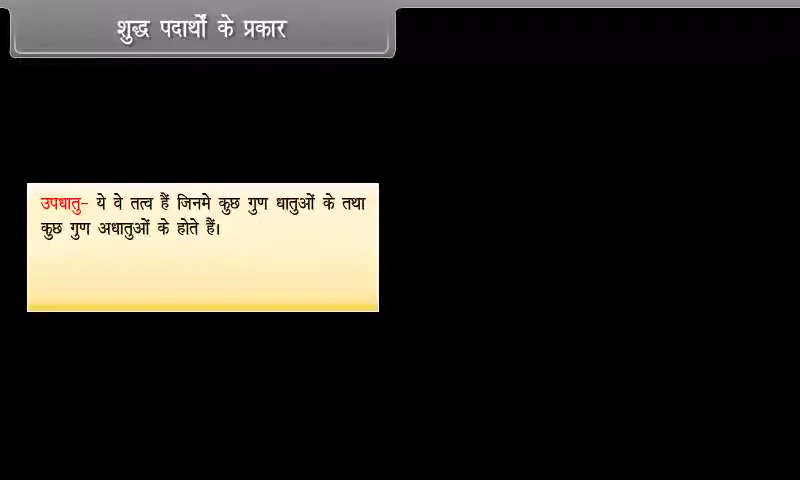 शुद्ध पदार्थों के प्रकार
उपधातु- ये वे तत्व हैं जिनमे कुछ गुण धातुओं के तथा
कुछ गुण अधातुओं के होते हैं।